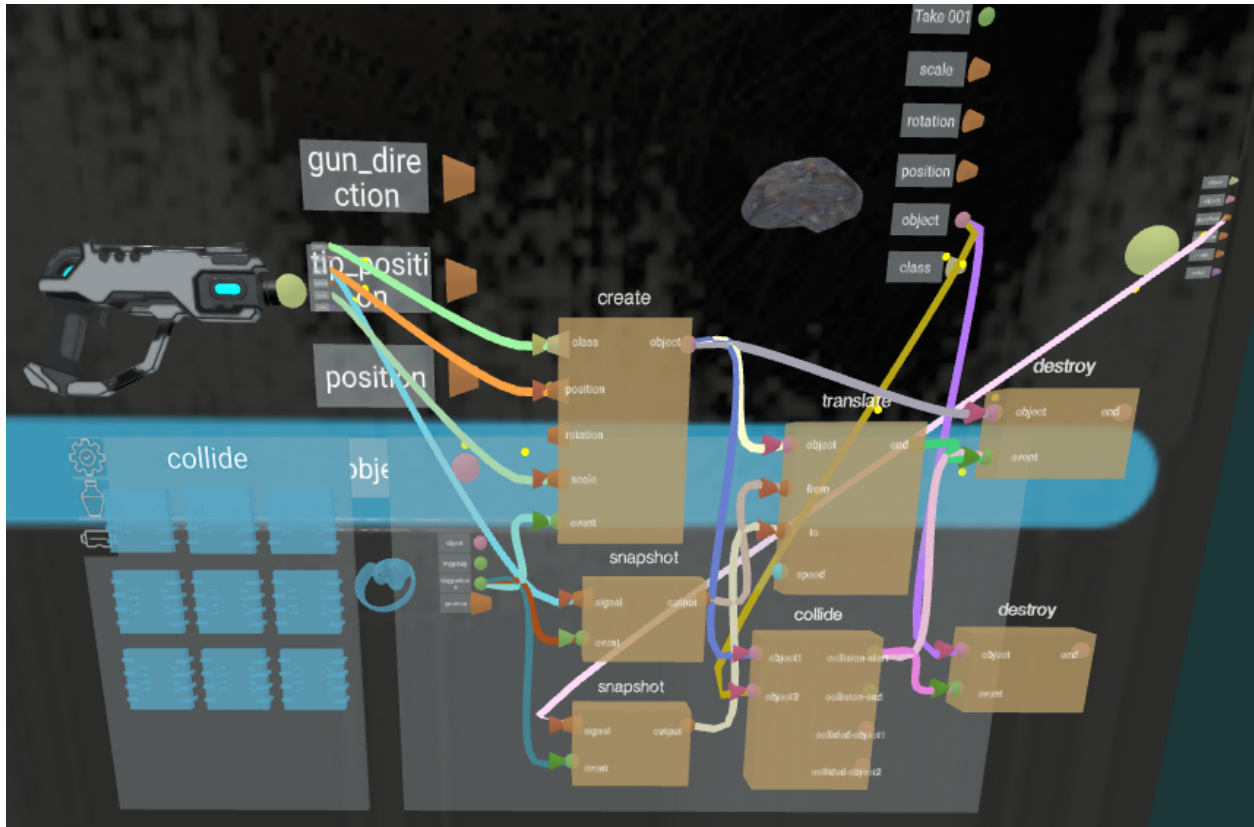 Take 001
scale
rotation
position
object
class
gun_dire
ction
tip_positi
on
position
obje
collide
create
class
object
position
rotation
scale
event
translate
object
end
from
to
speed
destroy
object
end
event
snapshot
signal
output
event
snapshot
signal
output
event
collide
object1
collision-start
object2
collision-end
collided-object1
collided-object2
destroy
object
end
event
object
position